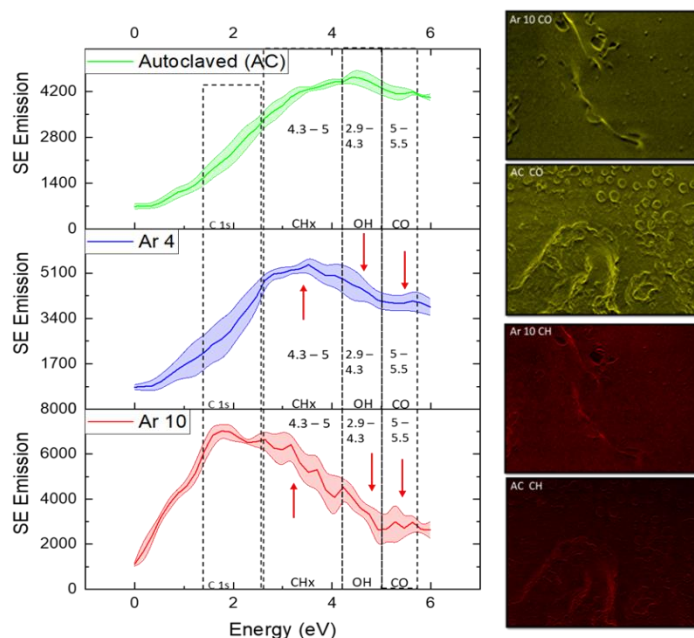 0 2 4 6
Autoclaved (AC)
SE Emission
4200
2800
1400
0
4.3 – 5
2.9 –
4.3
5 –
5.5
C 1s
CHx
OH
CO
Ar 4
SE Emission
5100
3400
1700
4.3 – 5
2.9 –
4.3
5 –
5.5
C 1s
CHx
OH
CO
8000
Ar 10
SE Emission
6000
4000
2000
0
4.3 – 5
2.9 –
4.3
5 –
5.5
C 1s
CHx
OH
CO
0 2 4 6
Energy (eV)
Ar 10 CO
AC CO
Ar 10 CH
AC CH